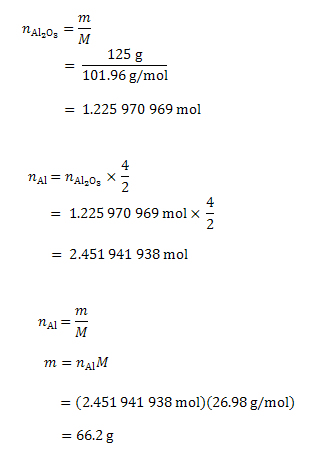 n_Al₂O₃ = m/M
= 125 g / 101.96 g/mol
= 1.225 970 969 mol
n_Al = n_Al₂O₃ × 4/2
= 1.225 970 969 mol × 4/2
= 2.451 941 938 mol
n_Al = m/M
m = n_Al M
= (2.451 941 938 mol)(26.98 g/mol)
= 66.2 g